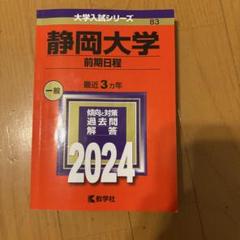 大学入試シリーズ
83
静岡大学
前期日程
一般
最近3カ年
傾向と対策
過去問
解答
2024
教学社